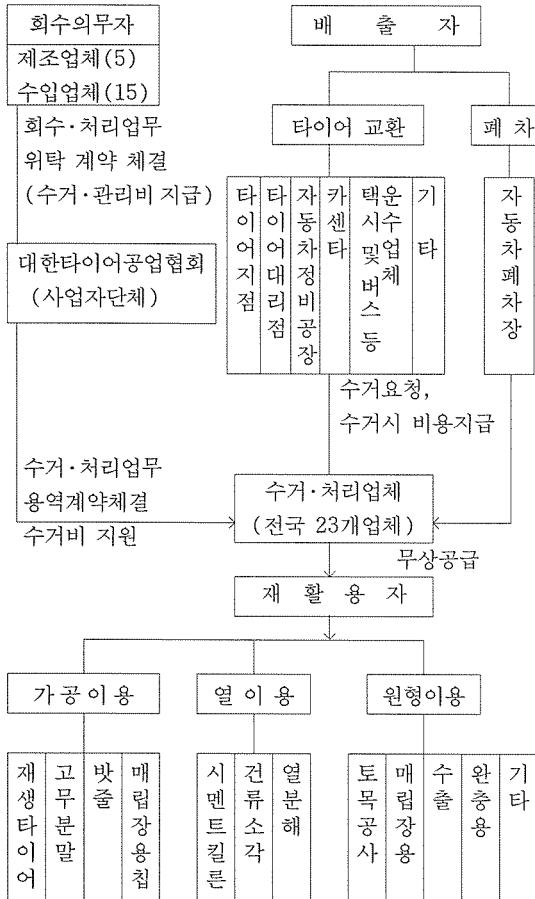 회수의무자
제조업체(5)
수입업체(15)
회수·처리업무
위탁 계약 체결
(수거·관리비 지급)
대한타이어공업협회
(사업자단체)
수거·처리업무
용역계약체결
수거비 지원
배 출 자
타이어 교환
폐 차
타이어지점
타이어대리점
자동차정비공장
카센타
운수업체
택시및버스등
기타
자동차폐차장
수거요청,
수거시 비용지급
수거·처리업체
(전국 23개업체)
무상공급
재 활 용 자
가공이용
열 이 용
원형이용
재생타이어
고무분말
밧줄
매립장용칩
시멘트킬른
건류소각
열분해
토목공사
매립장용
수출
완충용
기타